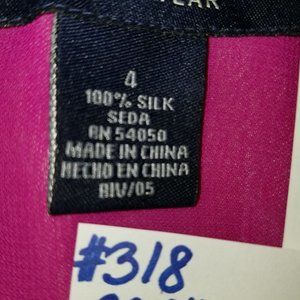 4
100% SILK
SEDA
RN 54050
MADE IN CHINA
HECHO EN CHINA
BIV/05
#318